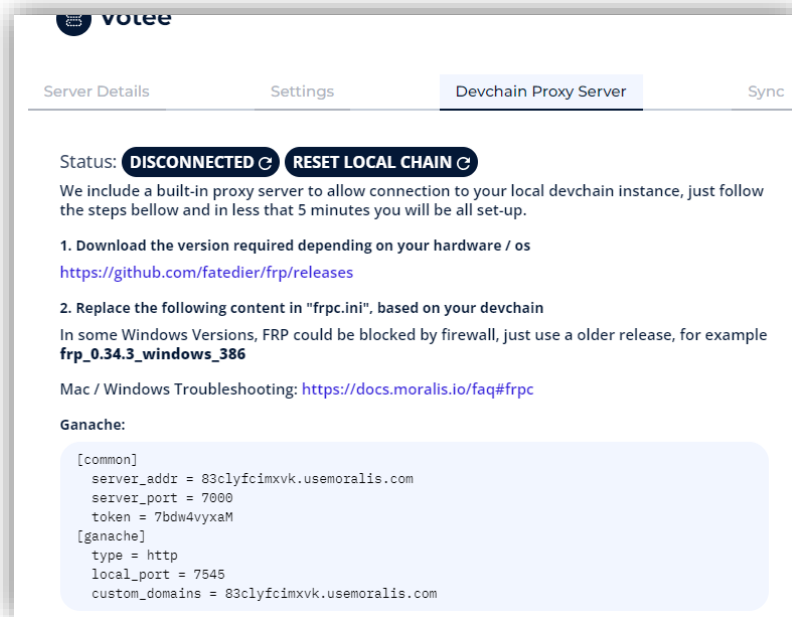 Votee
Server Details Settings Devchain Proxy Server Sync
Status: DISCONNECTED RESET LOCAL CHAIN
We include a built-in proxy server to allow connection to your local devchain instance, just follow
the steps bellow and in less that 5 minutes you will be all set-up.
1. Download the version required depending on your hardware / os
https://github.com/fatedier/frp/releases
2. Replace the following content in "frpc.ini", based on your devchain
In some Windows Versions, FRP could be blocked by firewall, just use a older release, for example
frp_0.34.3_windows_386
Mac / Windows Troubleshooting: https://docs.moralis.io/faq#frpc
Ganache:
[common]
server_addr = 83clyfcimxvk.usemoralis.com
server_port = 7000
token = 7bdw4vyxaM
[ganache]
type = http
local_port = 7545
custom_domains = 83clyfcimxvk.usemoralis.com